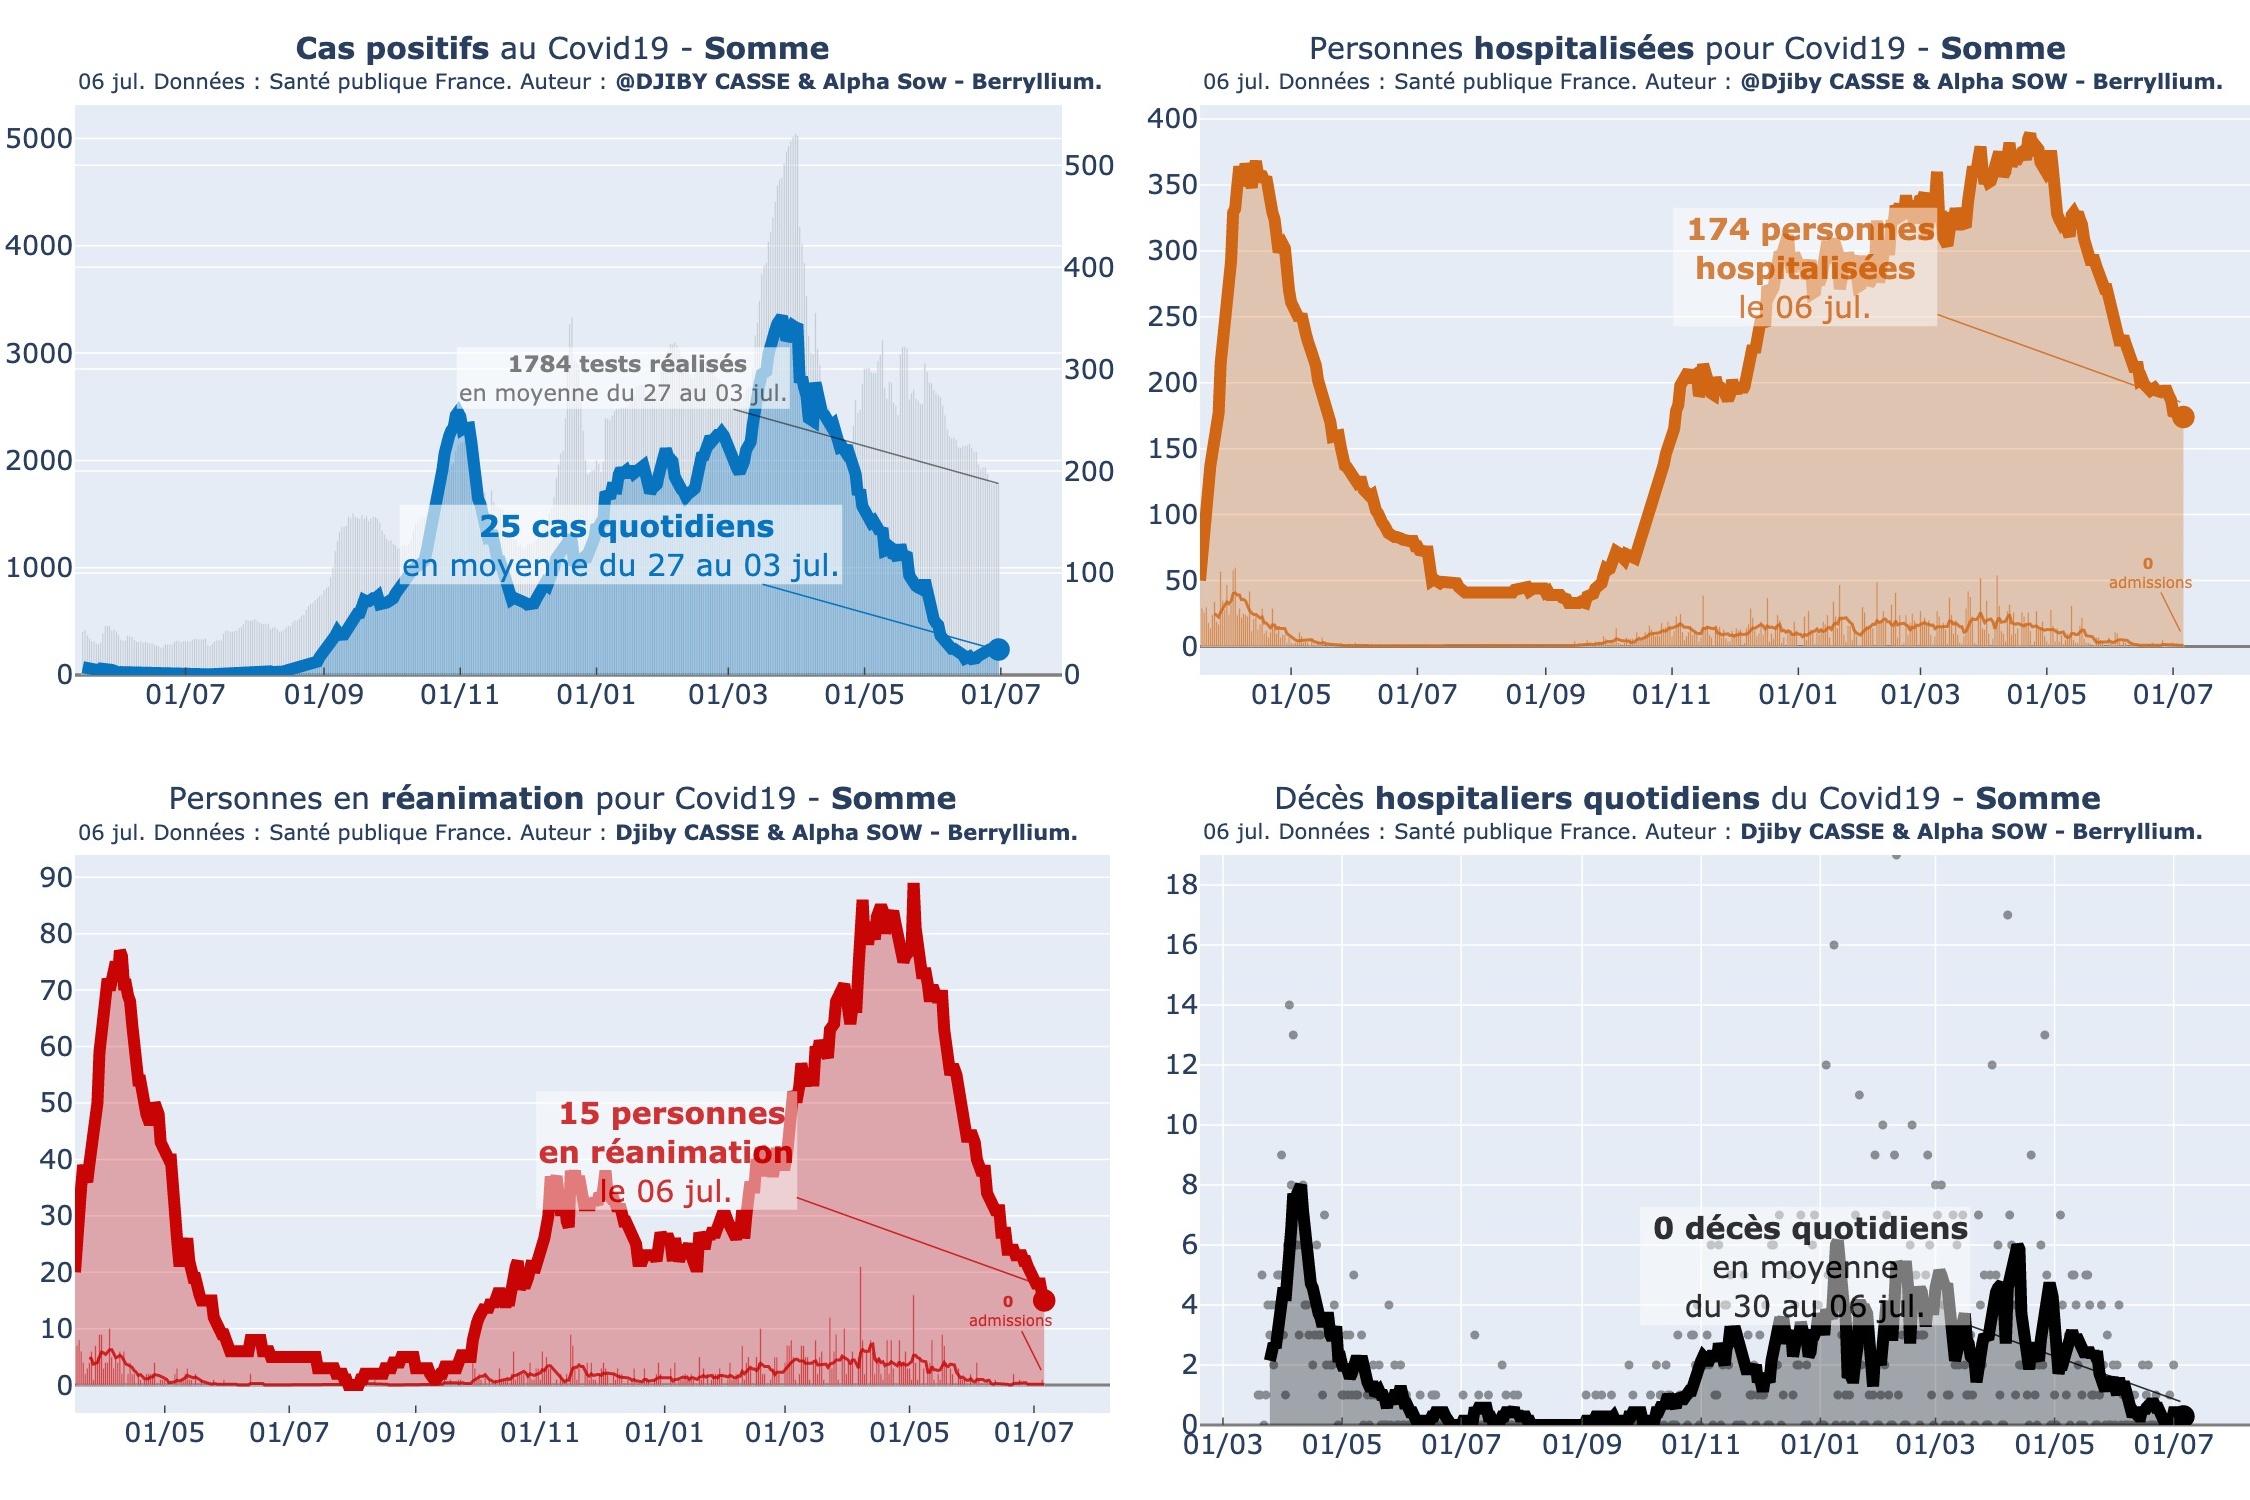 Cas positifs au Covid19 - Somme
06 jul. Données : Santé publique France. Auteur : @DJIBY CASSE & Alpha Sow - Berryllium.
5000
4000
3000
2000
1000
0
500
400
300
200
100
0
1784 tests réalisés
en moyenne du 27 au 03 jul.
25 cas quotidiens
en moyenne du 27 au 03 jul.
01/07 01/09 01/11 01/01 01/03 01/05 01/07
Personnes hospitalisées pour Covid19 - Somme
06 jul. Données : Santé publique France. Auteur : @Djiby CASSE & Alpha SOW - Berryllium.
400
350
300
250
200
150
100
50
0
174 personnes
hospitalisées
le 06 jul.
0
admissions
01/05 01/07 01/09 01/11 01/01 01/03 01/05 01/07
Personnes en réanimation pour Covid19 - Somme
06 jul. Données : Santé publique France. Auteur : Djiby CASSE & Alpha SOW - Berryllium.
90
80
70
60
50
40
30
20
10
0
15 personnes
en réanimation
le 06 jul.
0
admissions
01/05 01/07 01/09 01/11 01/01 01/03 01/05 01/07
Décès hospitaliers quotidiens du Covid19 - Somme
06 jul. Données : Santé publique France. Auteur : Djiby CASSE & Alpha SOW - Berryllium.
18
16
14
12
10
8
6
4
2
0
0 décès quotidiens
en moyenne
du 30 au 06 jul.
01/03 01/05 01/07 01/09 01/11 01/01 01/03 01/05 01/07